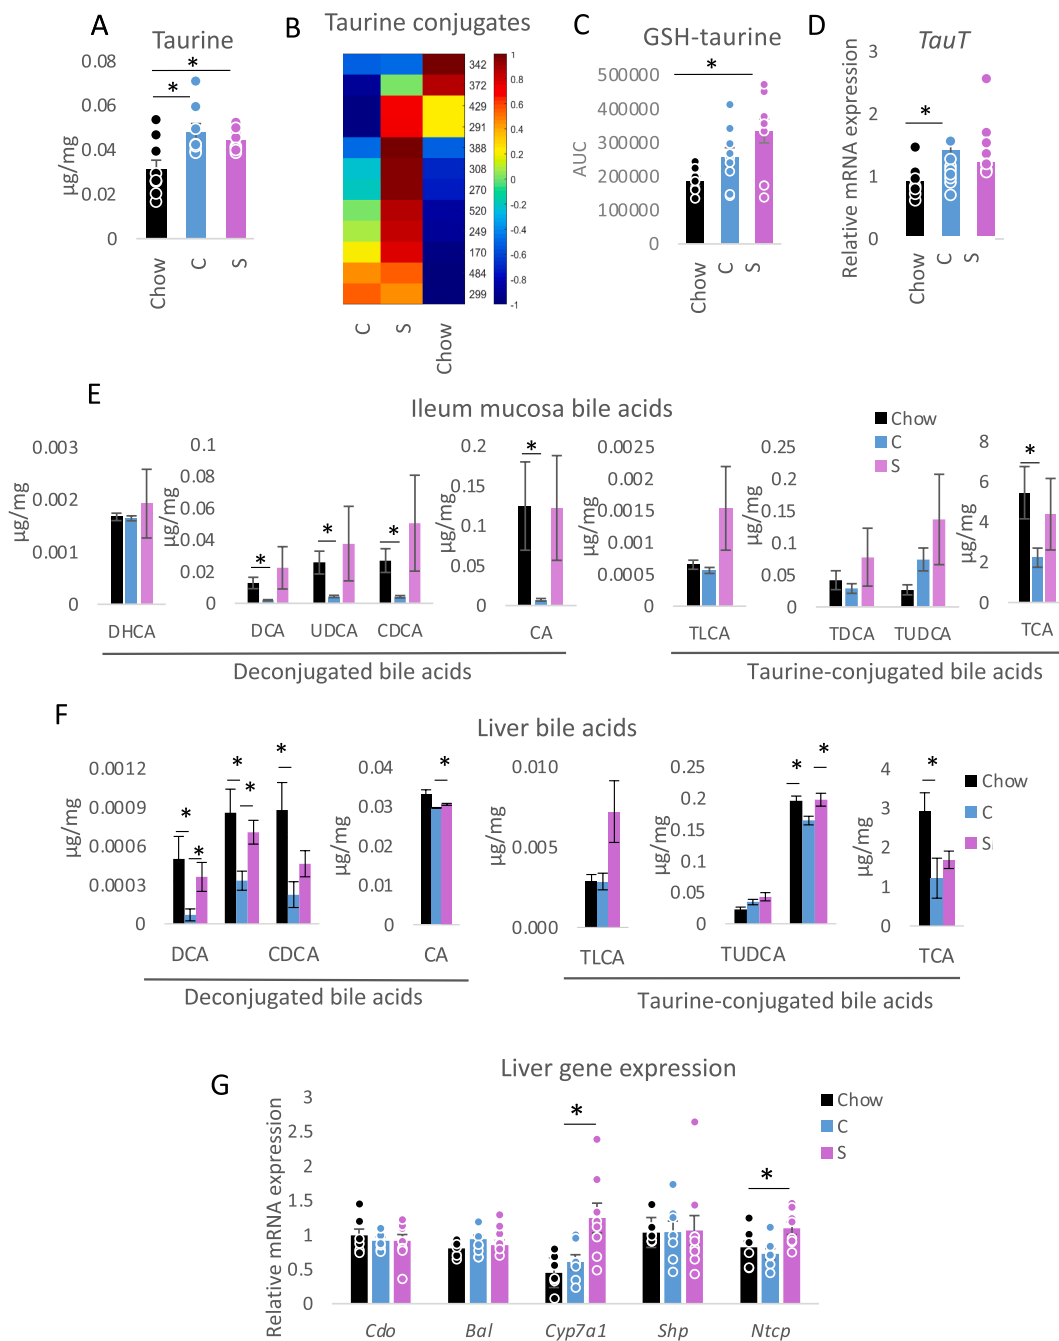 A
Taurine
0.08
0.06
0.04
0.02
0
µg/mg
*
*
Chow
C
S
B
Taurine conjugates
342
372
429
291
388
308
270
520
249
170
484
299
1
0.8
0.6
0.4
0.2
0
-0.2
-0.4
-0.6
-0.8
-1
C
S
Chow
C
GSH-taurine
500000
400000
300000
200000
100000
0
AUC
*
Chow
C
S
D
TauT
3
2
1
0
Relative mRNA expression
*
Chow
C
S
E
Ileum mucosa bile acids
Chow
C
S
0.003
0.002
0.001
0
µg/mg
DHCA
0.1
0.08
0.06
0.04
0.02
0
µg/mg
*
*
*
DCA
UDCA
CDCA
0.2
0.15
0.1
0.05
0
µg/mg
*
CA
Deconjugated bile acids
0.0025
0.002
0.0015
0.001
0.0005
0
µg/mg
TLCA
0.25
0.2
0.15
0.1
0.05
0
µg/mg
TDCA
TUDCA
8
6
4
2
0
µg/mg
*
TCA
Taurine-conjugated bile acids
F
Liver bile acids
Chow
C
S
0.0012
0.0009
0.0006
0.0003
0
µg/mg
*
*
*
*
*
DCA
CDCA
0.04
0.03
0.02
0.01
0
µg/mg
*
CA
Deconjugated bile acids
0.010
0.005
0.000
µg/mg
TLCA
0.25
0.2
0.15
0.1
0.05
0
µg/mg
*
*
TUDCA
4
3
2
1
0
µg/mg
*
TCA
Taurine-conjugated bile acids
G
Liver gene expression
Chow
C
S
3
2.5
2
1.5
1
0.5
0
Relative mRNA expression
*
*
Cdo
Bal
Cyp7a1
Shp
Ntcp